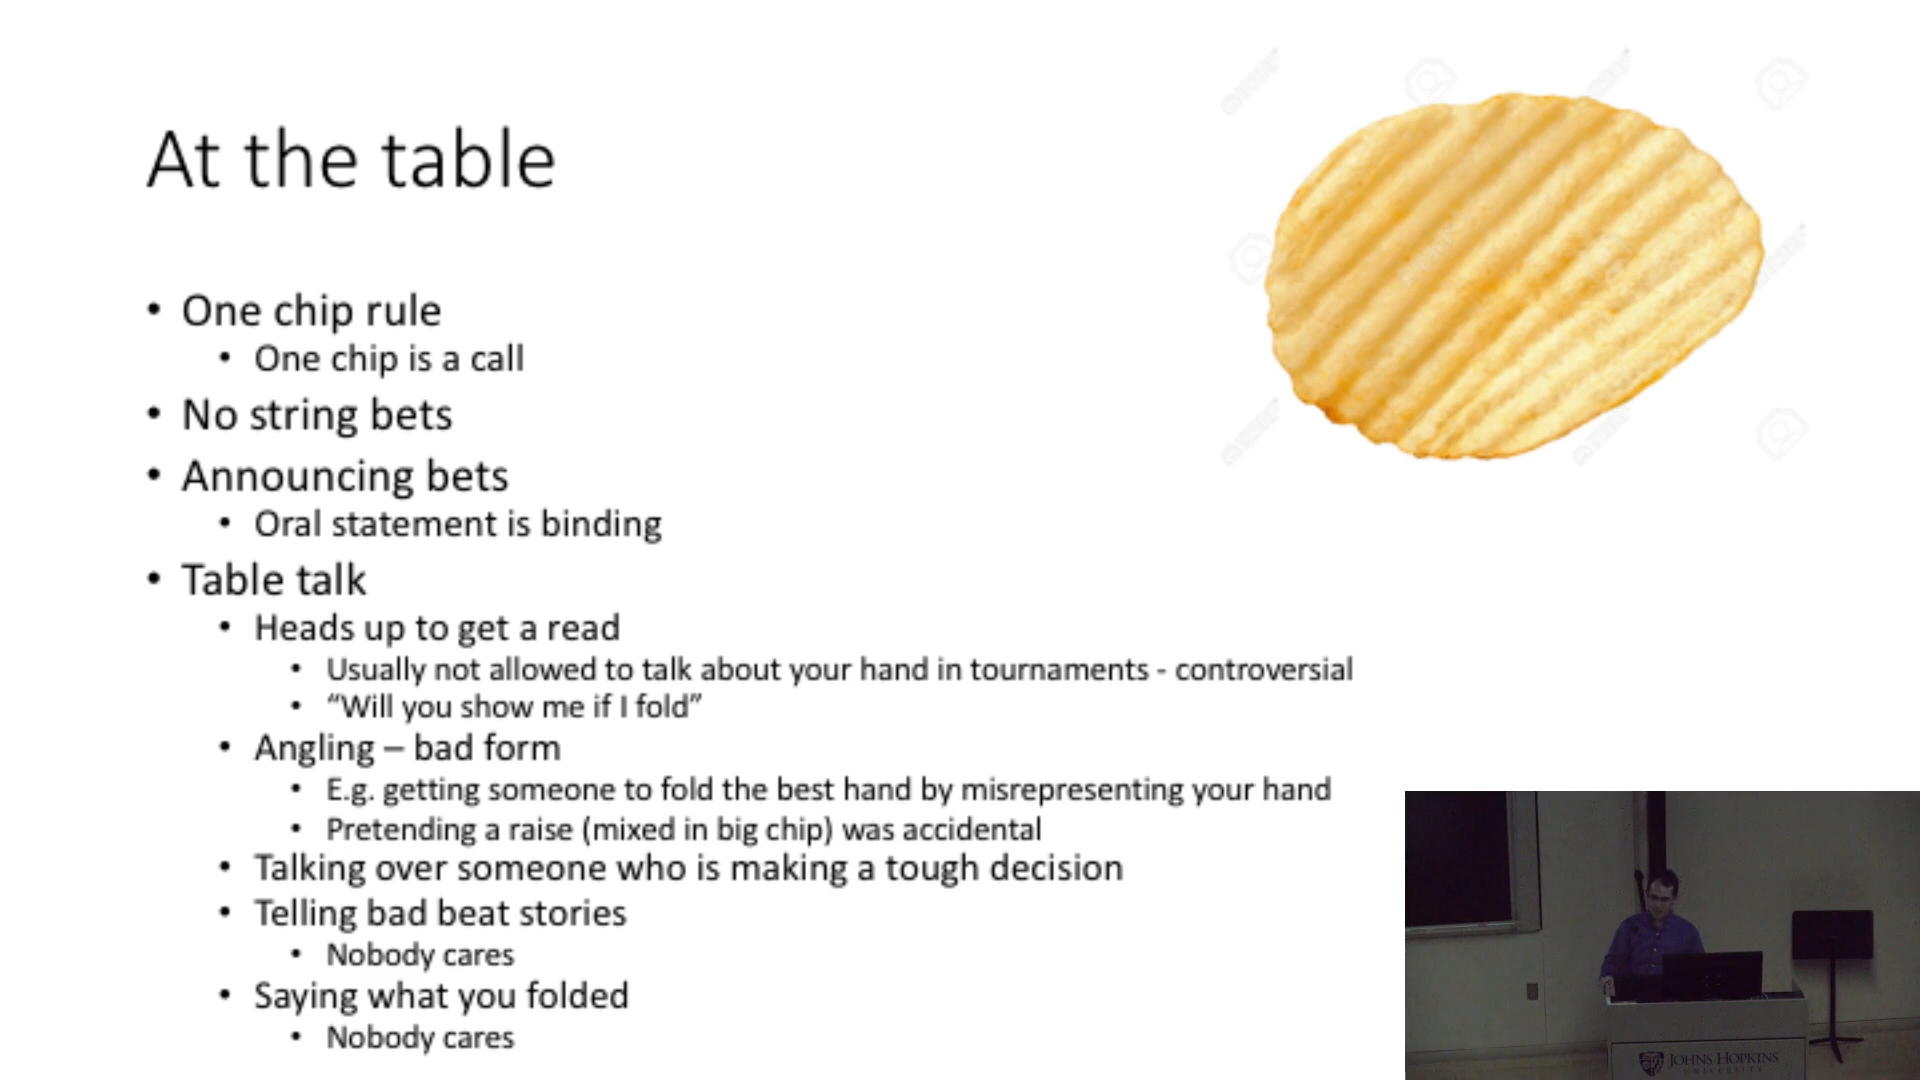 At the table
• One chip rule
• One chip is a call
• No string bets
• Announcing bets
• Oral statement is binding
• Table talk
• Heads up to get a read
• Usually not allowed to talk about your hand in tournaments - controversial
• “Will you show me if I fold”
• Angling – bad form
• E.g. getting someone to fold the best hand by misrepresenting your hand
• Pretending a raise (mixed in big chip) was accidental
• Talking over someone who is making a tough decision
• Telling bad beat stories
• Nobody cares
• Saying what you folded
• Nobody cares
JOHNS HOPKINS
UNIVERSITY